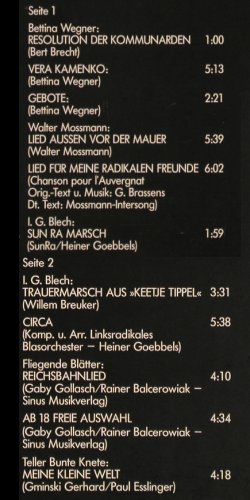 Seite 1
Bettina Wegner:
RESOLUTION DER KOMMUNARDEN 1:00
(Bert Brecht)
VERA KAMENKO: 5:13
(Bettina Wegner)
GEBOTE: 2:21
(Bettina Wegner)
Walter Mossmann:
LIED AUSSEN VOR DER MAUER 5:39
(Walter Mossmann)
LIED FÜR MEINE RADIKALEN FREUNDE 6:02
(Chanson pour l'Auvergnat
Orig.-Text u. Musik: G. Brassens
Dt. Text: Mossmann-Intersong)
I. G. Blech:
SUN RA MARSCH 1:59
(SunRa/Heiner Goebbels)
Seite 2
I. G. Blech:
TRAUERMARSCH AUS »KEETJE TIPPEL« 3:31
(Willem Breuker)
CIRCA 5:38
(Komp. u. Arr. Linksradikales
Blasorchester – Heiner Goebbels)
Fliegende Blätter:
REICHSBAHNLIED 4:10
(Gaby Gollasch/Rainer Balcerowiak –
Sinus Musikverlag)
AB 18 FREIE AUSWAHL 4:34
(Gaby Gollasch/Rainer Balcerowiak –
Sinus Musikverlag)
Teller Bunte Knete:
MEINE KLEINE WELT 4:18
(Gminski Gerhard/Paul Esslinger)